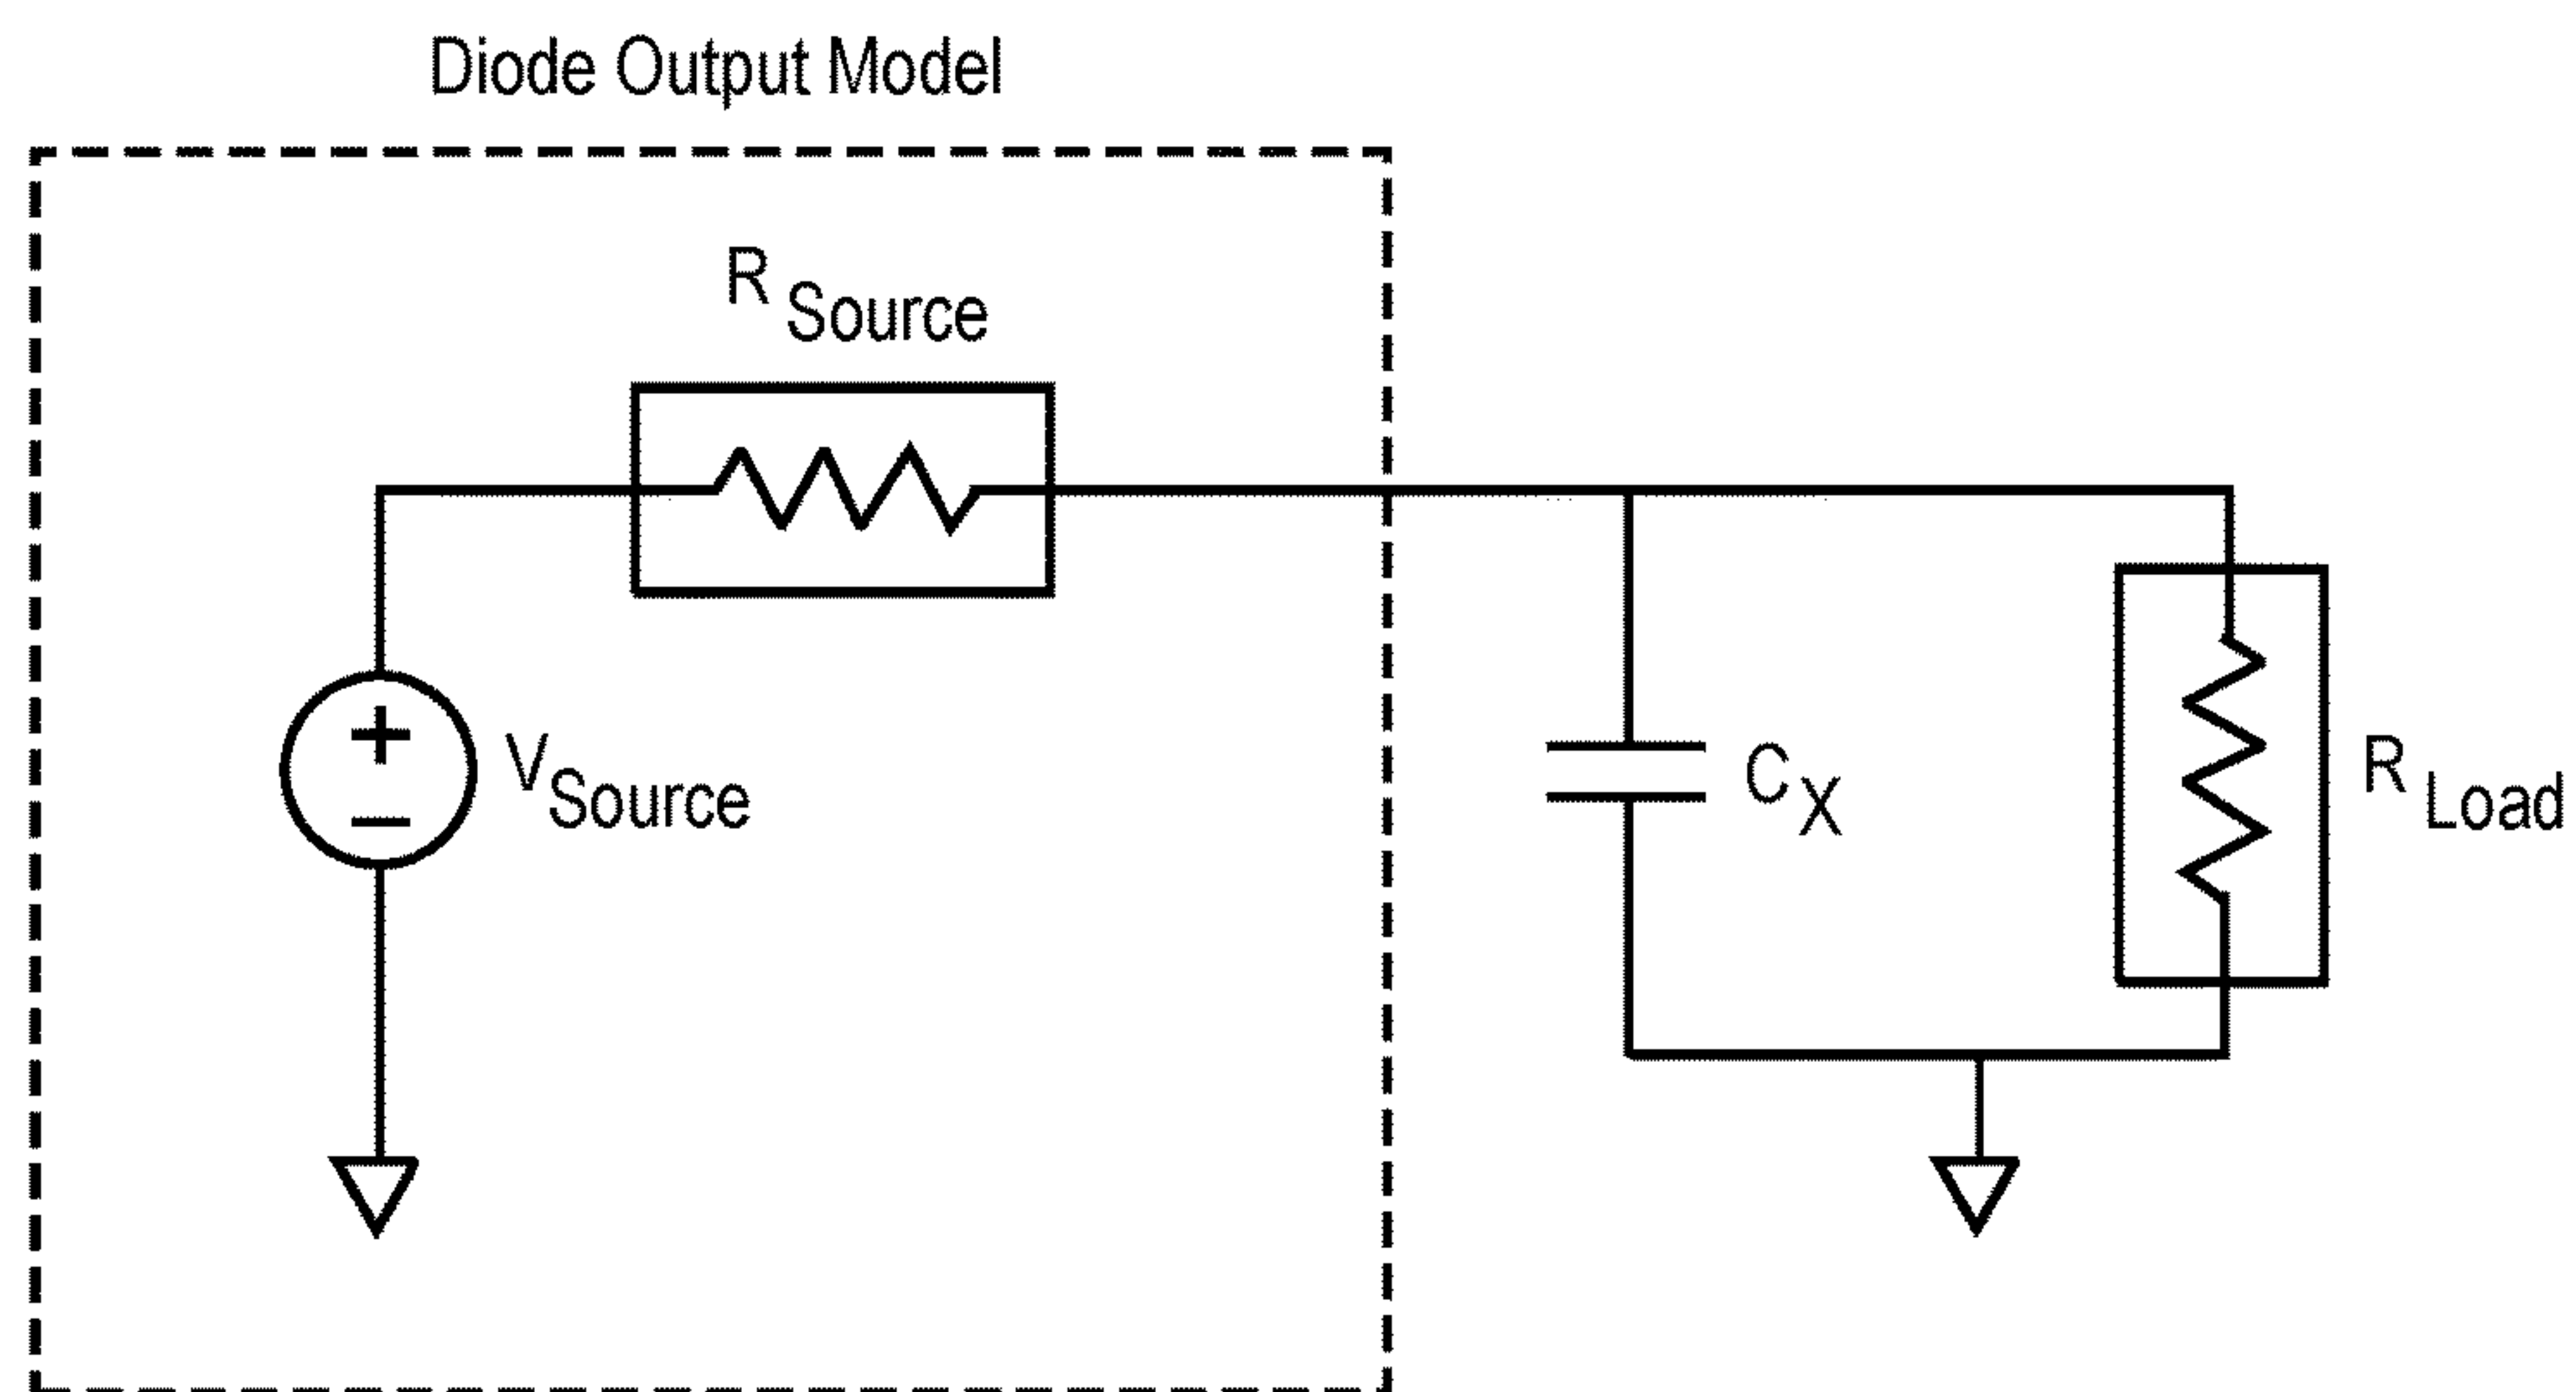 Diode Output Model
R Source
+
−
V Source
C X
R Load